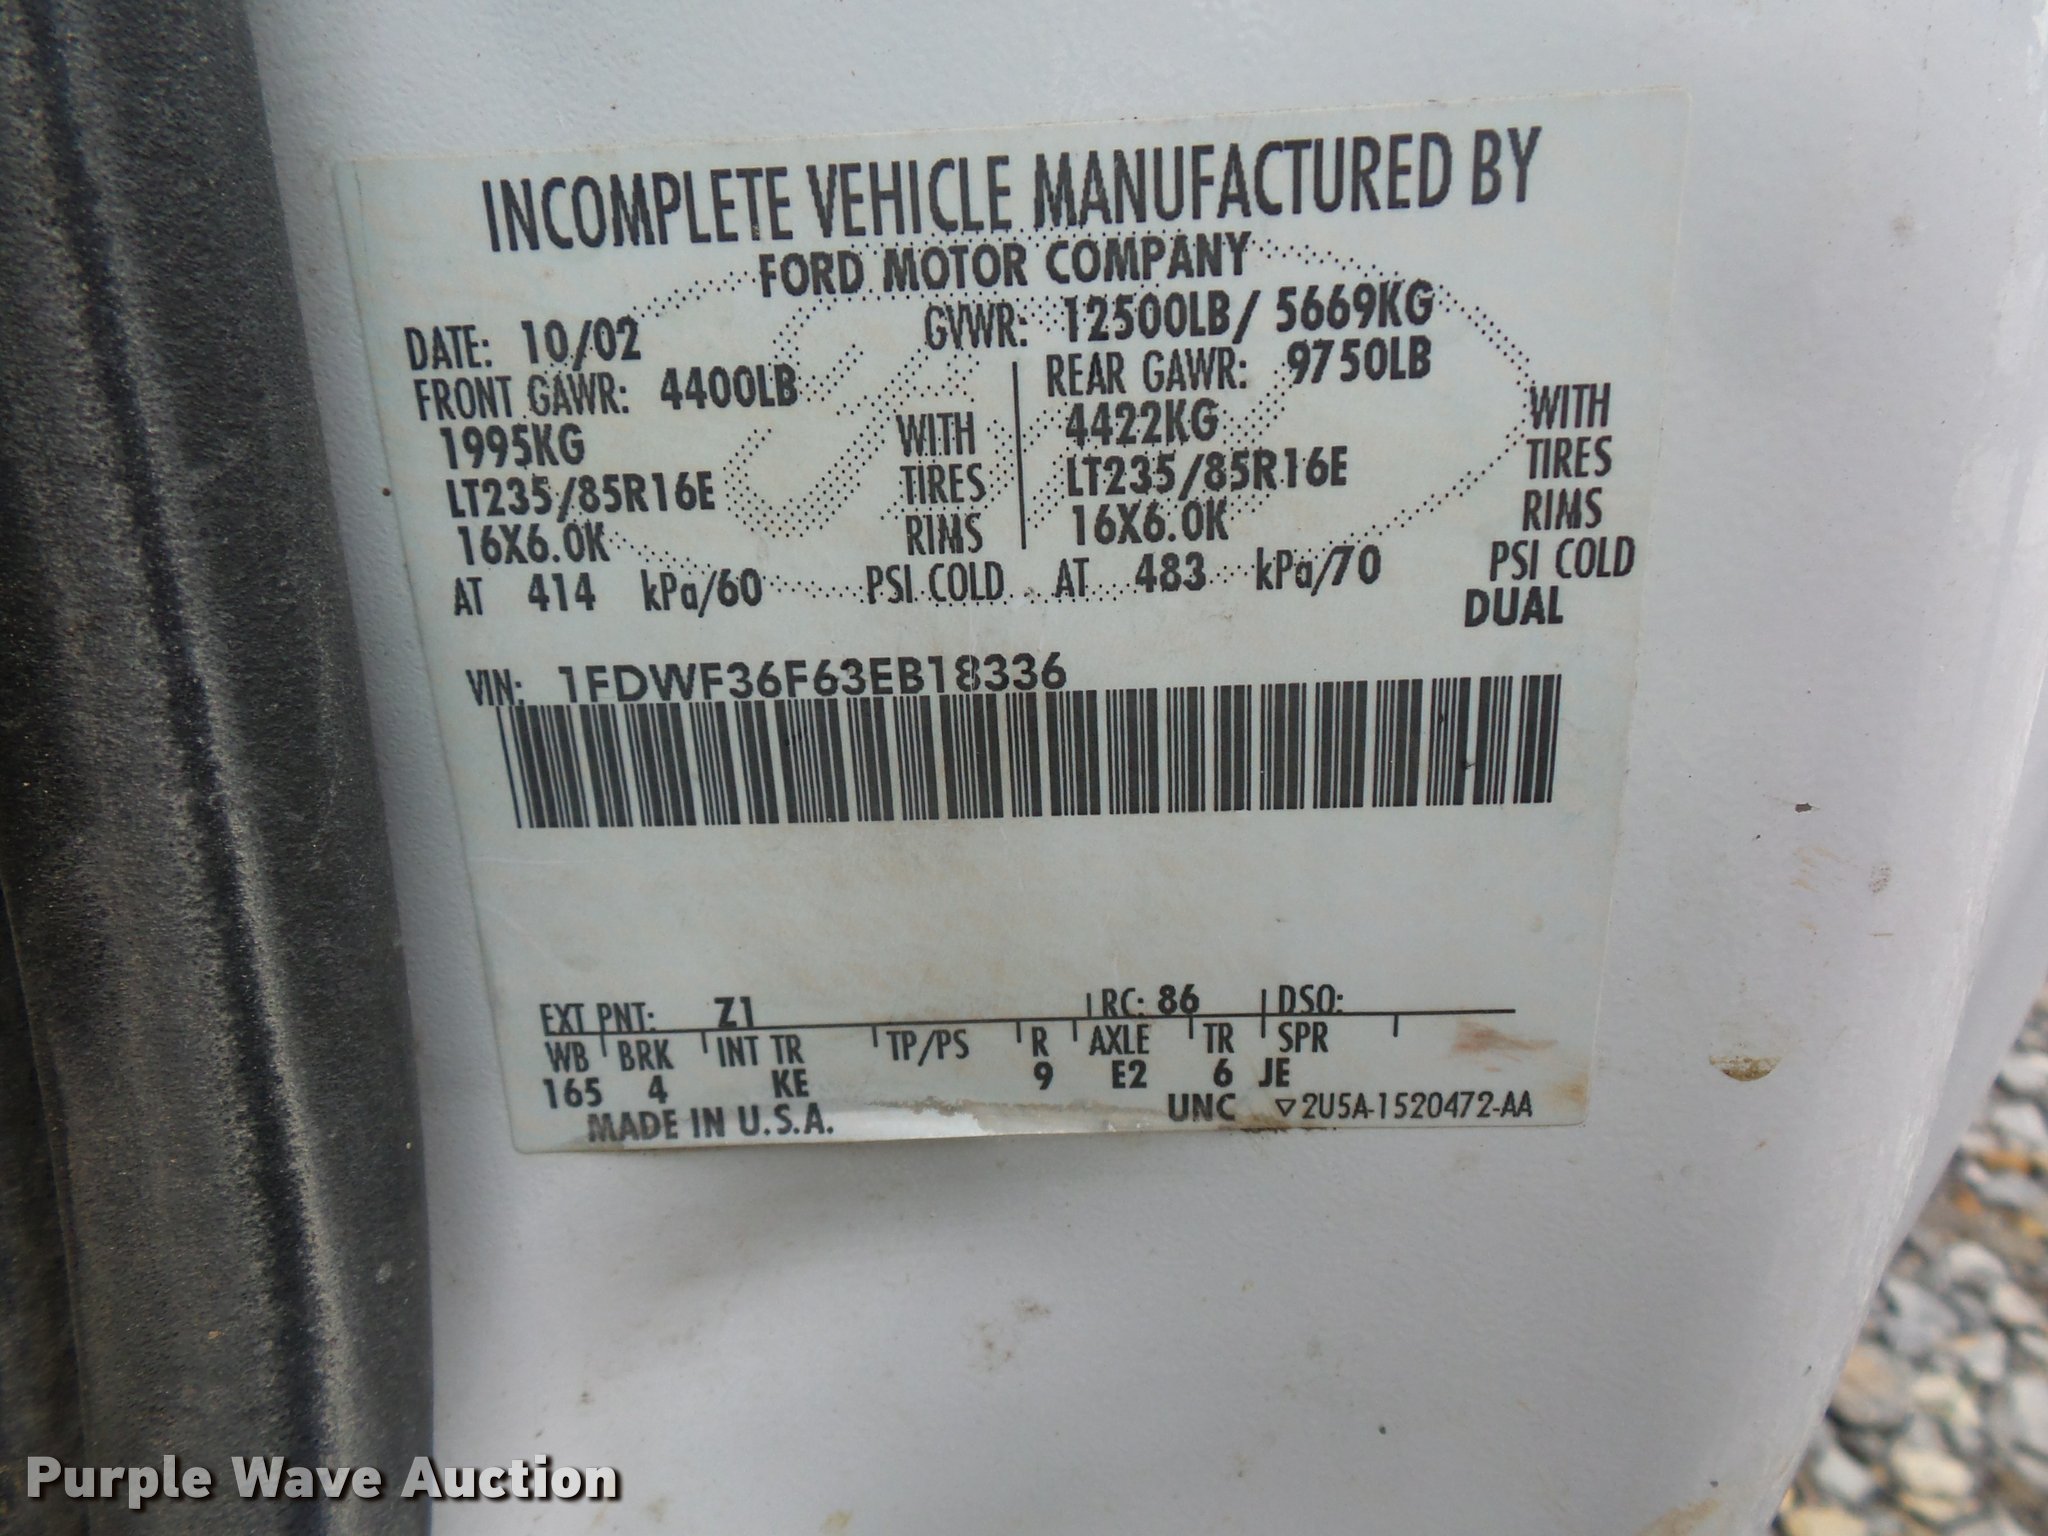 INCOMPLETE VEHICLE MANUFACTURED BY
FORD MOTOR COMPANY
DATE: 10/02 GVWR: 12500LB/ 5669KG
FRONT GAWR: 4400LB REAR GAWR: 9750LB
1995KG WITH 4422KG WITH
LT235/85R16E TIRES LT235/85R16E TIRES
16X6.0K RIMS 16X6.0K RIMS
AT 414 kPa/60 PSI COLD AT 483 kPa/70 PSI COLD
DUAL
VIN: 1FDWF36F63EB18336
EXT PNT: Z1 RC: 86 DSO:
WB BRK INT TR TP/PS R AXLE TR SPR
165 4 KE 9 E2 6 JE
MADE IN U.S.A. UNC ▽2U5A-1520472-AA
Purple Wave Auction